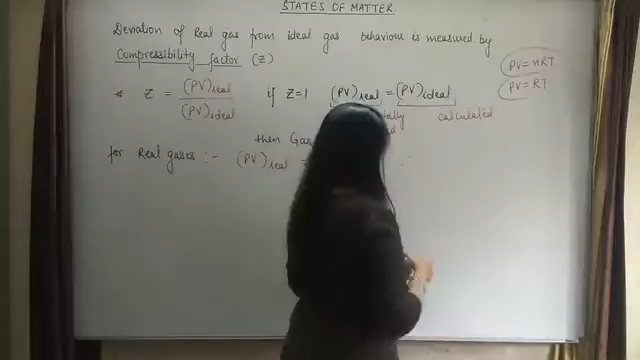 STATES OF MATTER.
Deviation of Real gas from ideal gas behaviour is measured by
Compressibility factor (Z)
PV = nRT
PV = RT
* Z = (PV)real / (PV)ideal if Z=1 (PV)real = (PV)ideal
calculated
then Gas
for Real gases :- (PV)real